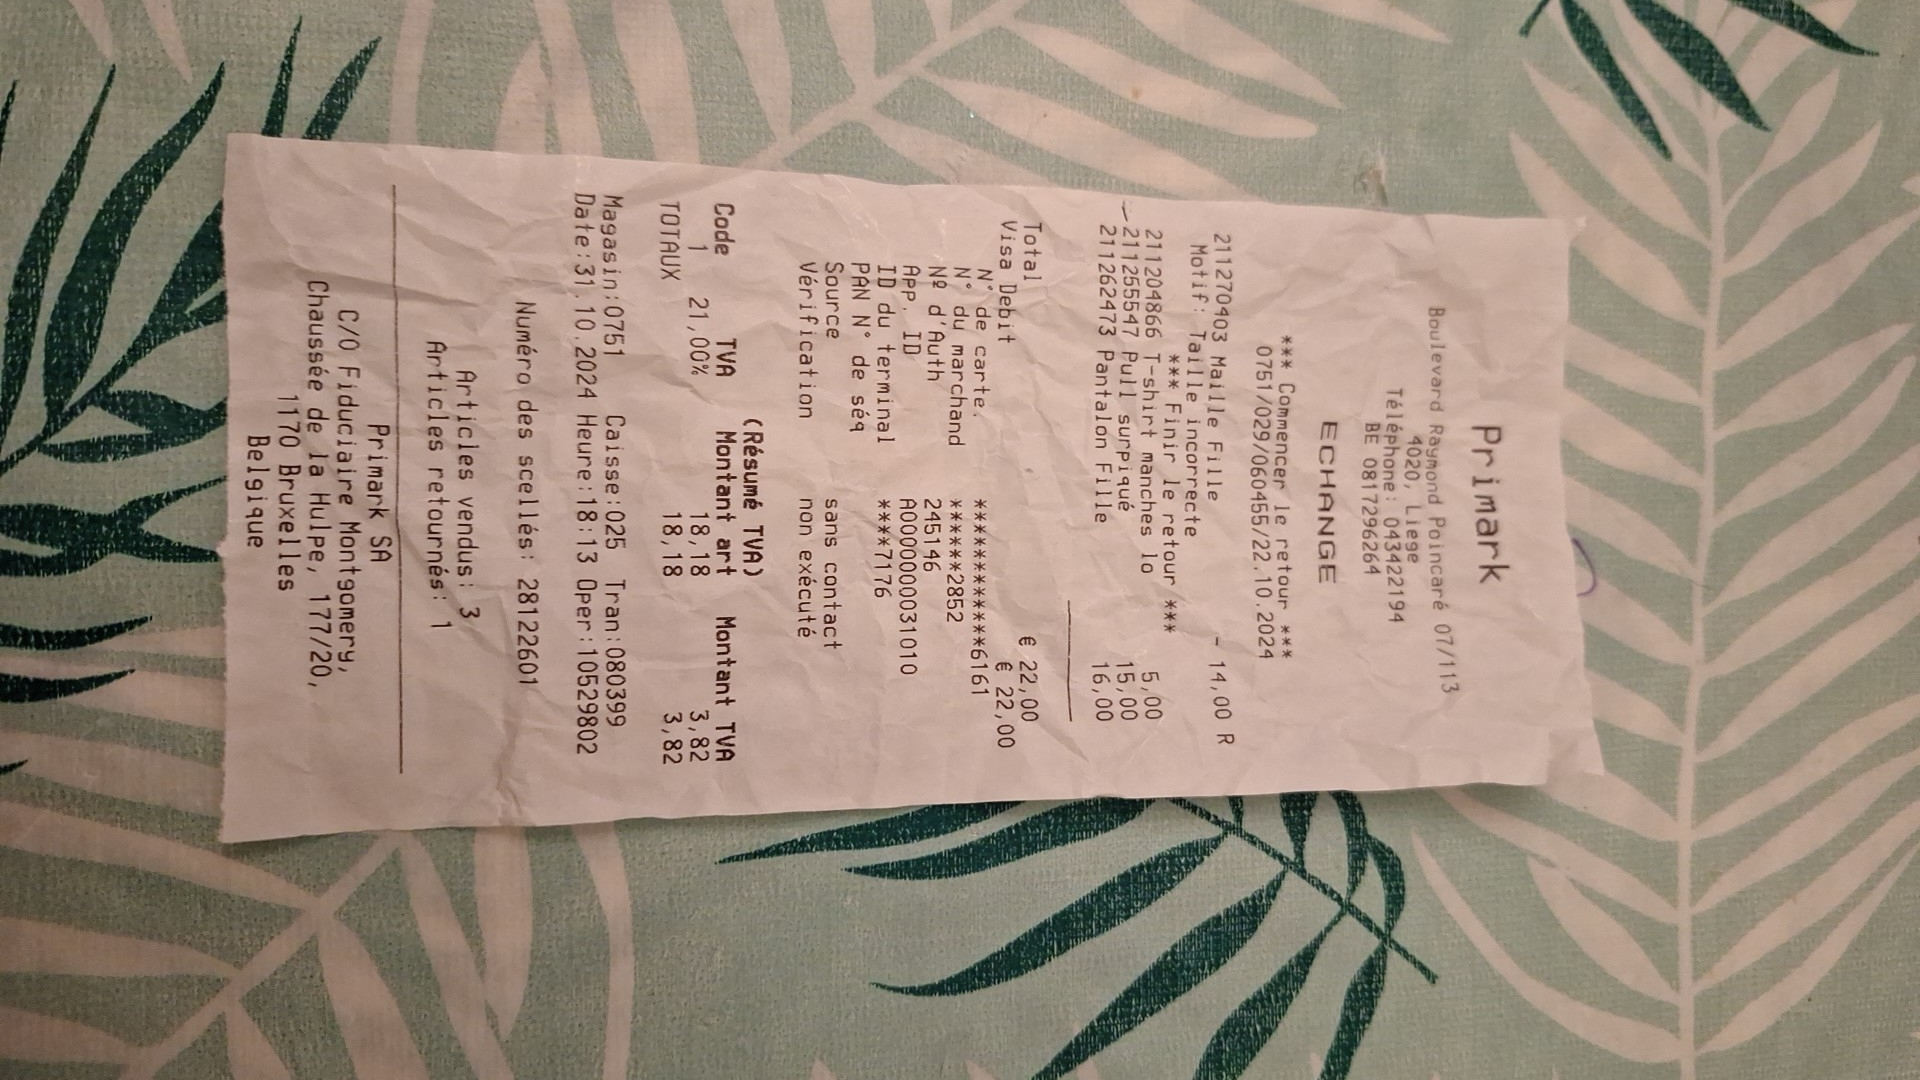 Primark
Boulevard Raymond Poincaré 07/113
4020, Liege
Téléphone: 043422194
BE 0817296264
ECHANGE
*** Commencer le retour ***
0751/029/060455/22.10.2024
211270403 Maille Fille - 14,00 R
Motif: Taille incorrecte
*** Finir le retour ***
211204866 T-shirt manches lo 5,00
211255547 Pull surpiqué 15,00
211262473 Pantalon Fille 16,00
Total € 22,00
Visa Debit € 22,00
N° de carte. ************6161
N° du marchand ******2852
Nº d'Auth 245146
App. ID A0000000031010
ID du terminal ****7176
PAN N° de séq
Source sans contact
Vérification non exécuté
(Résumé TVA)
Code TVA Montant art Montant TVA
1 21,00% 18,18 3,82
TOTAUX 18,18 3,82
Magasin:0751 Caisse:025 Tran:080399
Date:31.10.2024 Heure:18:13 Oper:10529802
Numéro des scellés: 28122601
Articles vendus: 3
Articles retournés: 1
Primark SA
C/O Fiduciaire Montgomery,
Chaussée de la Hulpe, 177/20,
1170 Bruxelles
Belgique